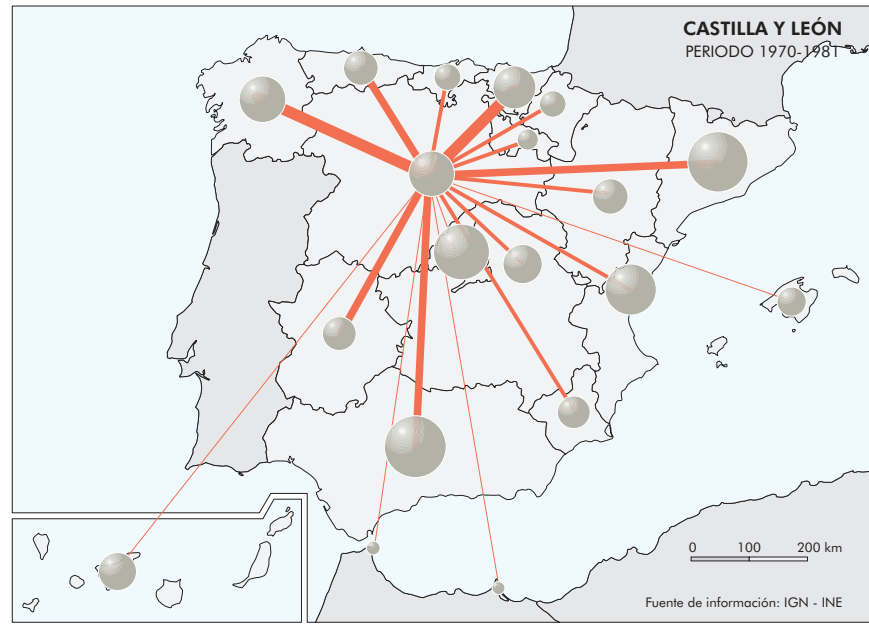 CASTILLA Y LEÓN
PERIODO 1970-1981
0 100 200 km
Fuente de información: IGN - INE